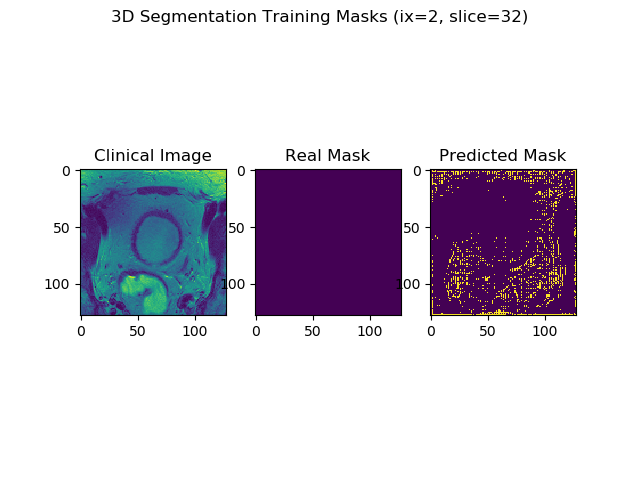 3D Segmentation Training Masks (ix=2, slice=32)
Clinical Image Real Mask Predicted Mask
0 0 0
50 50 50
100 100 100
0 50 100 0 50 100 0 50 100